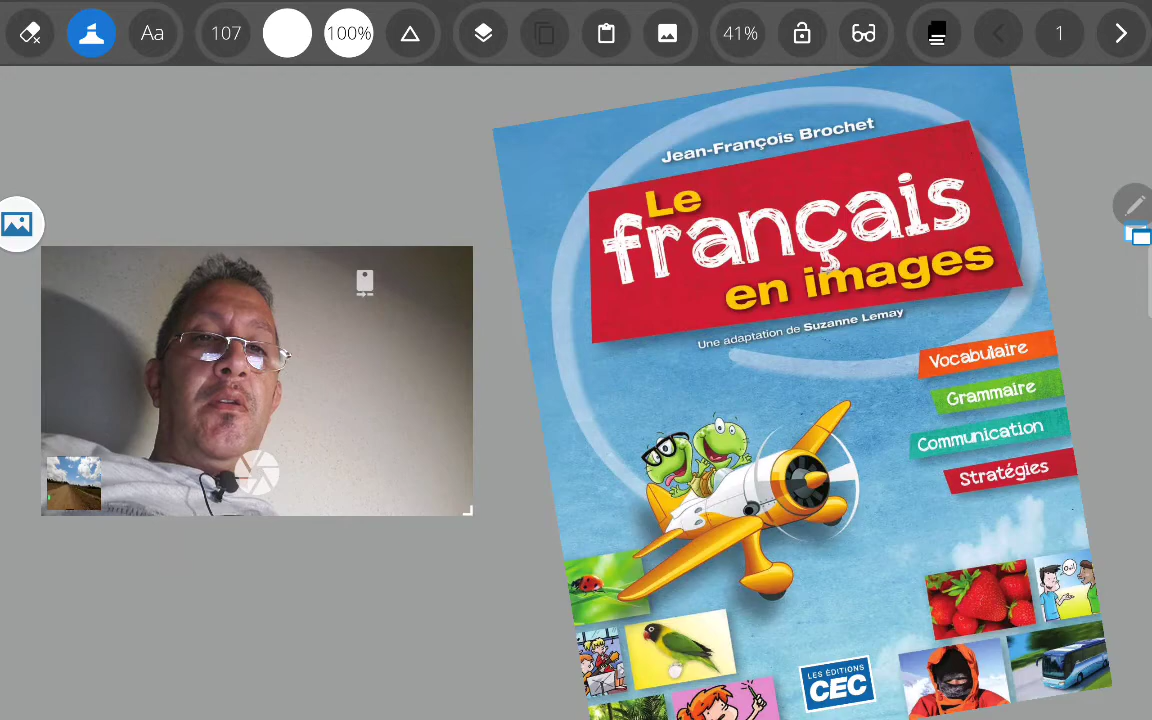 Aa
107
100%
41%
1
Jean-François Brochet
Le
français
en images
Une adaptation de Suzanne Lemay
Vocabulaire
Grammaire
Communication
Stratégies
Oui
LES ÉDITIONS
CEC